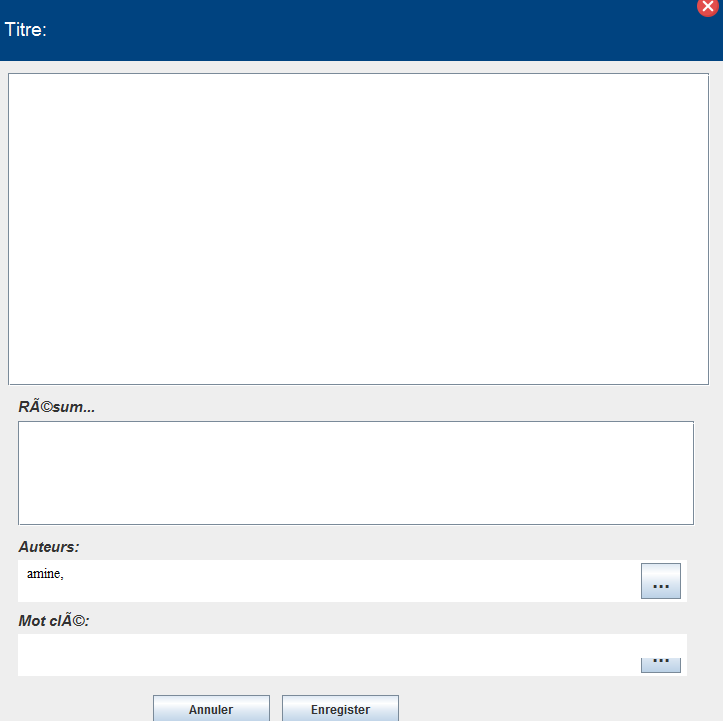 Titre:
RÃ©sum...
Auteurs:
amine,
...
Mot clÃ©:
...
Annuler
Enregister